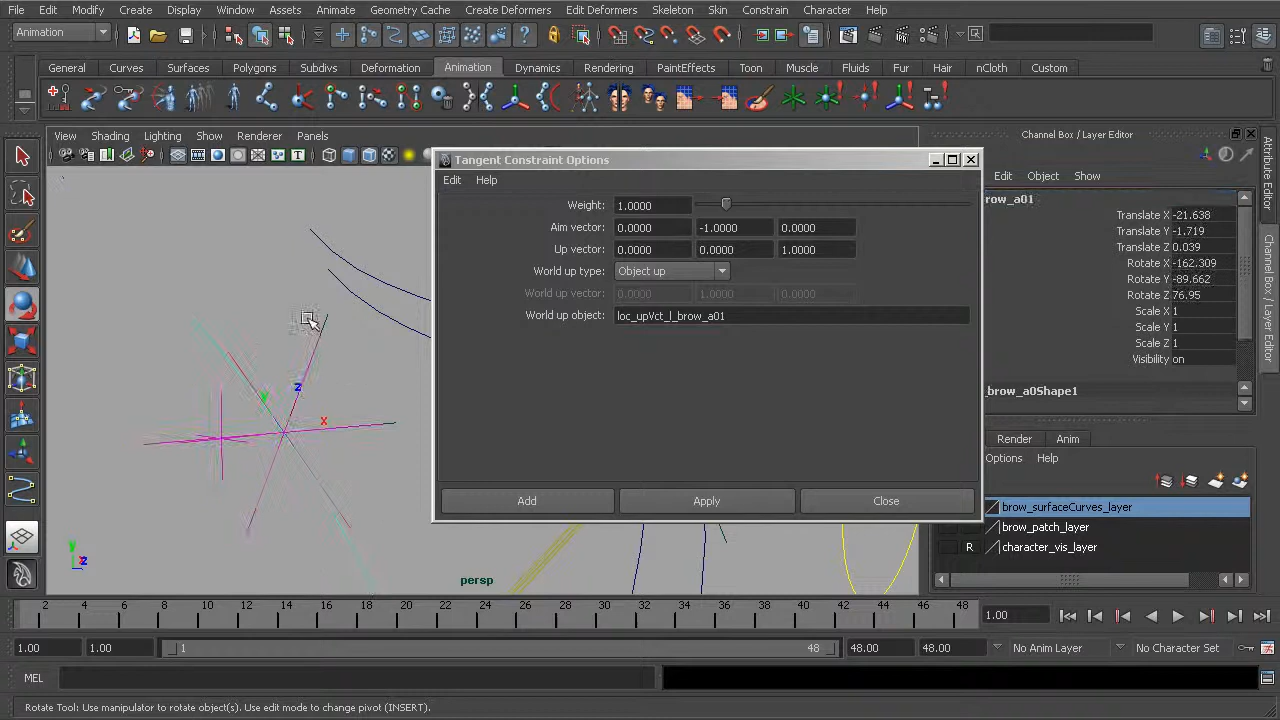 File Edit Modify Create Display Window Assets Animate Geometry Cache Create Deformers Edit Deformers Skeleton Skin Constrain Character Help
Animation
General Curves Surfaces Subdivs Polygons Deformation Animation Dynamics Rendering PaintEffects Toon Muscle Fluids Fur Hair nCloth Custom
View Shading Lighting Show Renderer Panels
Channel Box / Layer Editor
Tangent Constraint Options
Edit Help
Weight: 1.0000
Aim vector: 0.0000 -1.0000 0.0000
Up vector: 0.0000 0.0000 1.0000
World up type: Object up
World up vector: 0.0000 1.0000 0.0000
World up object: loc_upVct_l_brow_a01
Add Apply Close
Edit Object Show
row_a01
Translate X -21.638
Translate Y -1.719
Translate Z 0.039
Rotate X -162.309
Rotate Y -89.662
Rotate Z 76.95
Scale X 1
Scale Y 1
Scale Z 1
Visibility on
_brow_a0Shape1
Render Anim
Options Help
brow_surfaceCurves_layer
brow_patch_layer
R character_vis_layer
Attribute Editor
Channel Box / Layer Editor
z
y
x
y
z
persp
2 4 6 8 10 12 14 16 18 20 22 24 26 28 30 32 34 36 38 40 42 44 46 48
1.00
1.00 1.00 1 48 48.00 48.00 No Anim Layer No Character Set
MEL
Rotate Tool: Use manipulator to rotate object(s). Use edit mode to change pivot (INSERT).